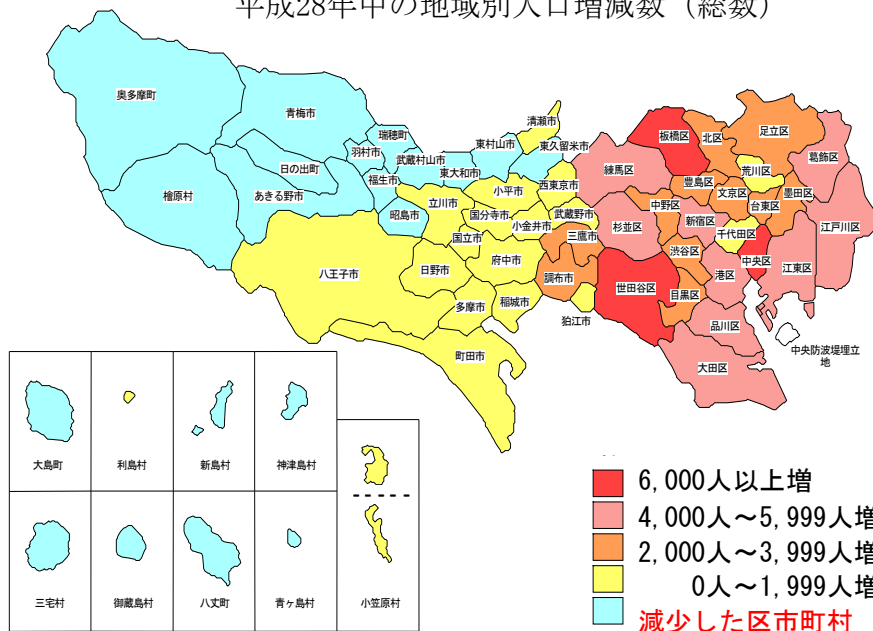 平成28年中の地域別人口増減数（総数）
奥多摩町
青梅市
瑞穂町
羽村市
日の出町
福生市
檜原村
あきる野市
昭島市
武蔵村山市
東大和市
東村山市
清瀬市
東久留米市
西東京市
小平市
立川市
国分寺市
小金井市
武蔵野市
三鷹市
国立市
府中市
日野市
八王子市
多摩市
稲城市
調布市
狛江市
町田市
練馬区
板橋区
北区
足立区
葛飾区
荒川区
豊島区
文京区
台東区
墨田区
中野区
杉並区
新宿区
千代田区
江戸川区
渋谷区
中央区
江東区
港区
世田谷区
目黒区
品川区
大田区
中央防波堤埋立
地
大島町
利島村
新島村
神津島村
三宅村
御蔵島村
八丈町
青ヶ島村
小笠原村
6,000人以上増
4,000人～5,999人増
2,000人～3,999人増
0人～1,999人増
減少した区市町村